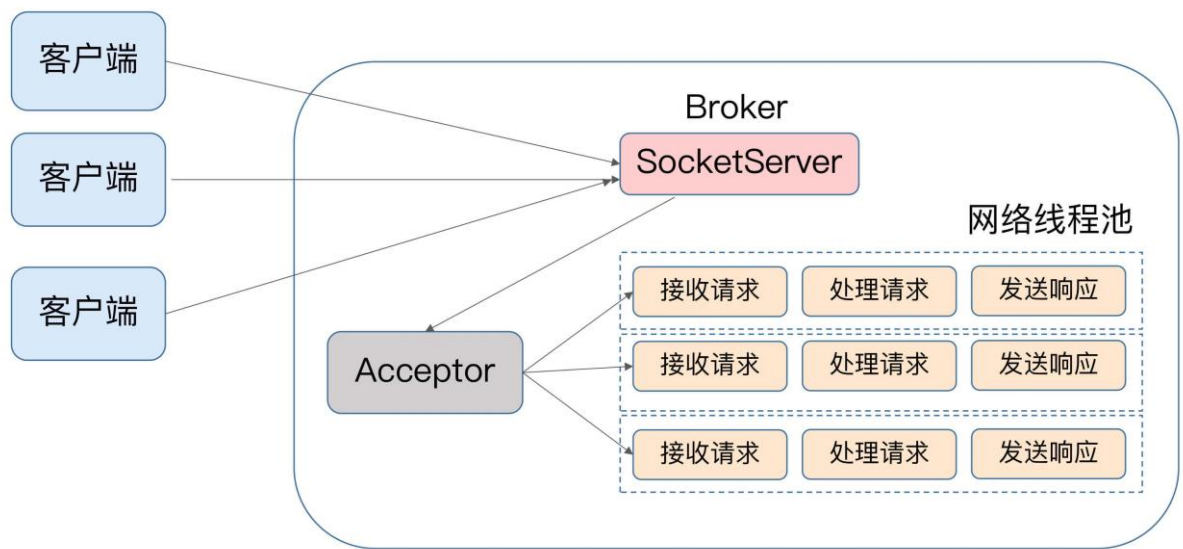 客户端
客户端
客户端
Broker
SocketServer
网络线程池
Acceptor
接收请求 处理请求 发送响应
接收请求 处理请求 发送响应
接收请求 处理请求 发送响应